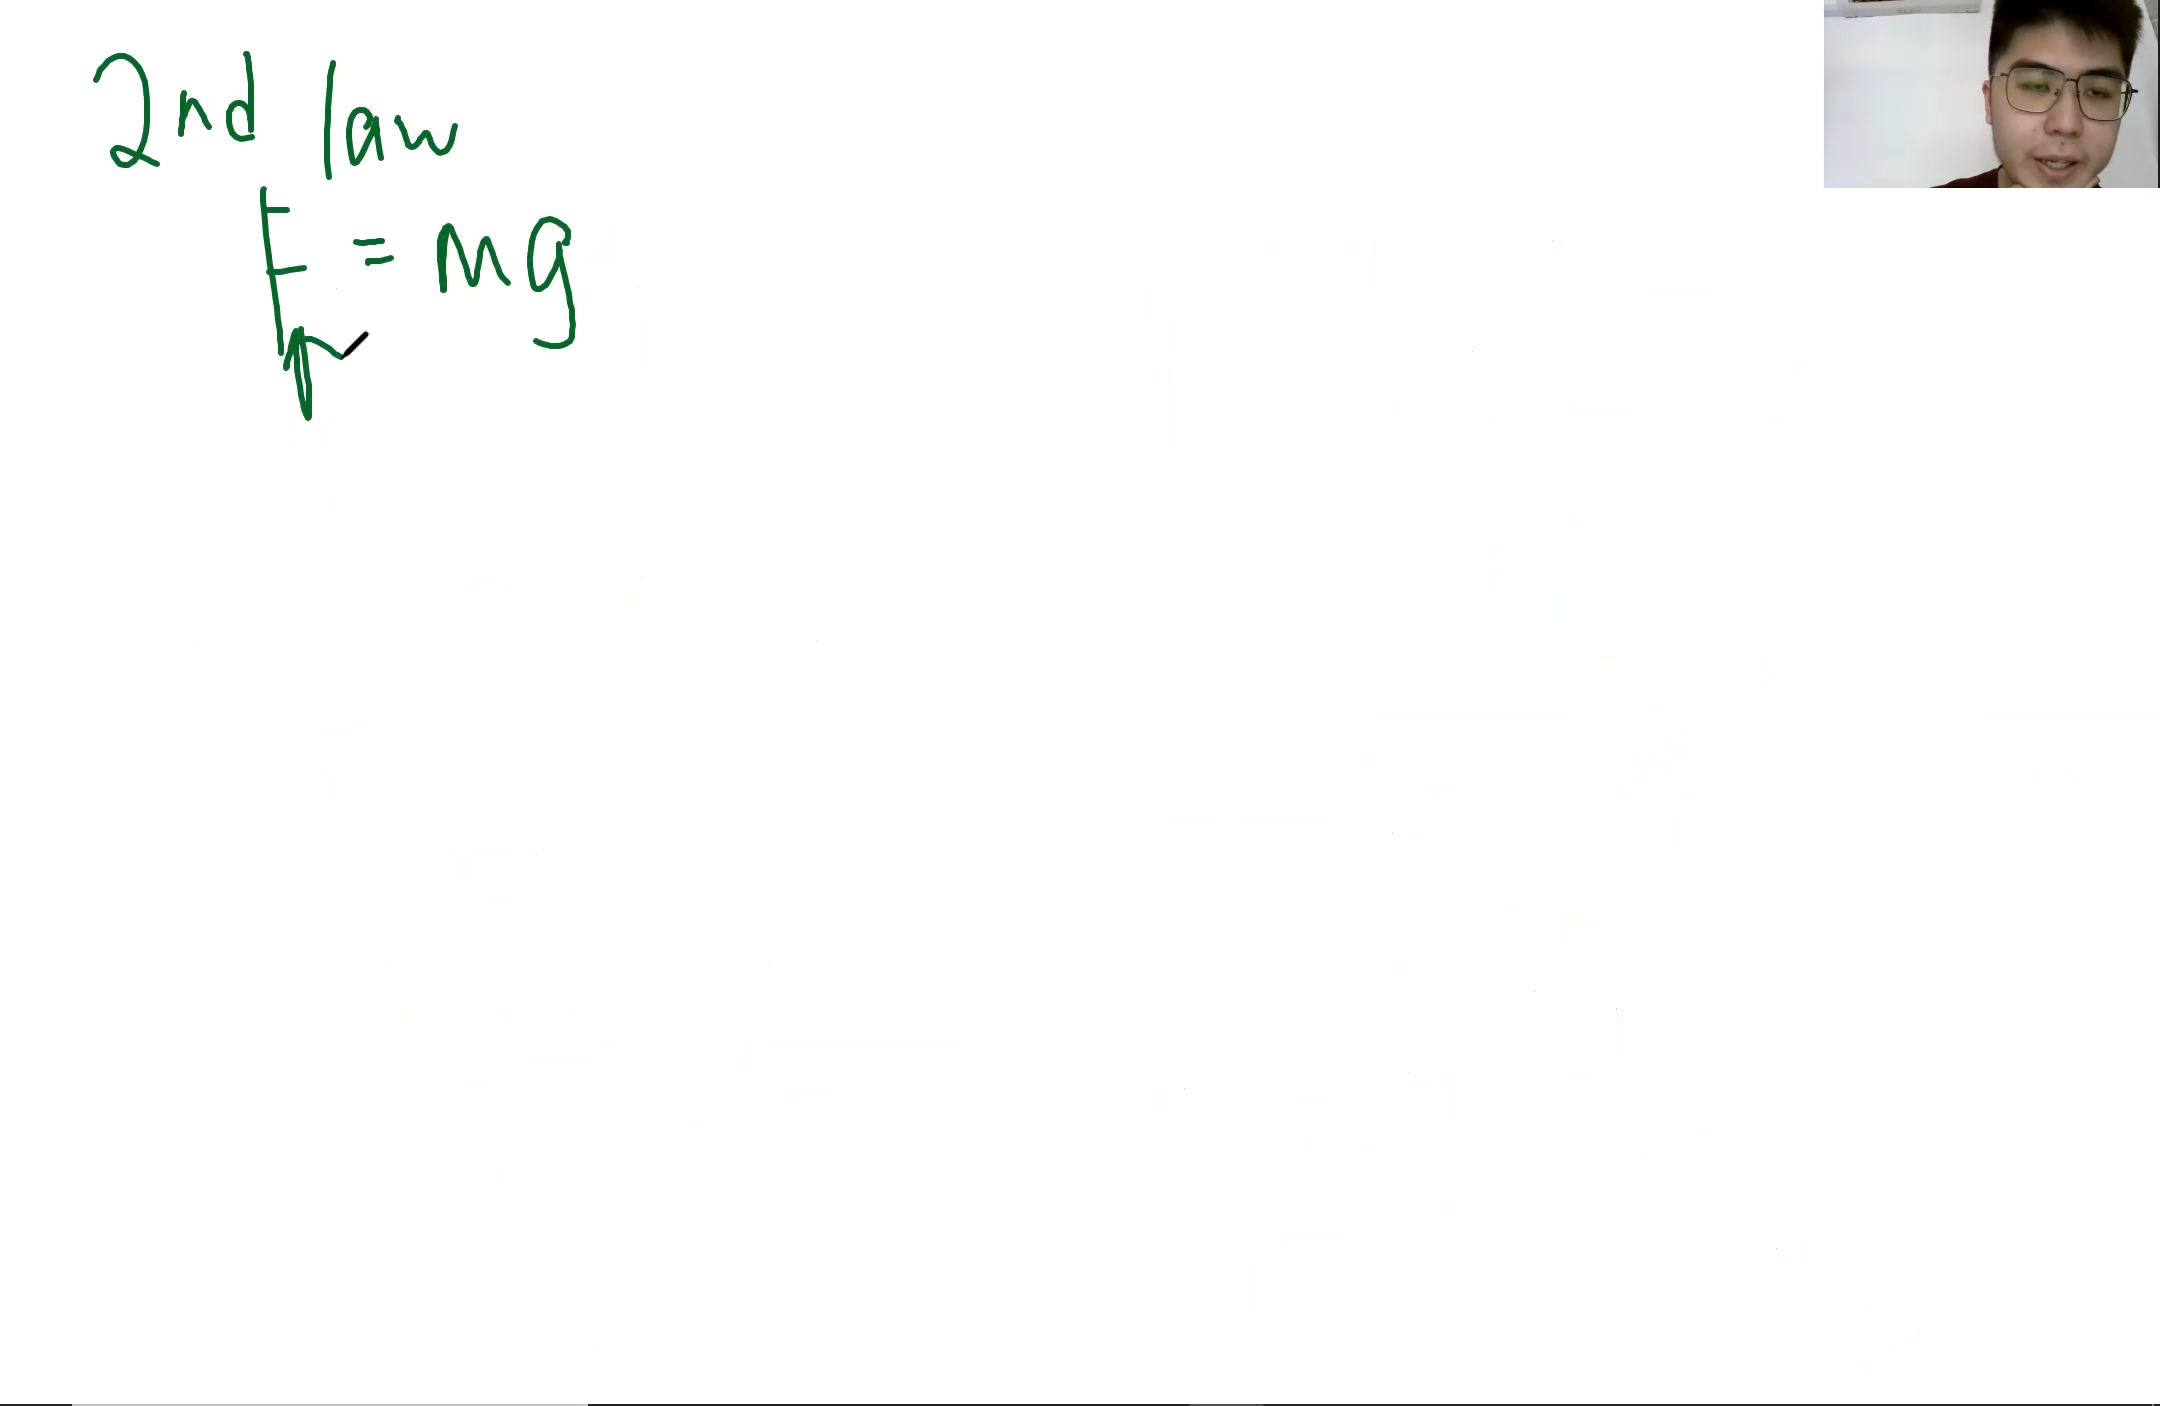 2nd law
F = mg